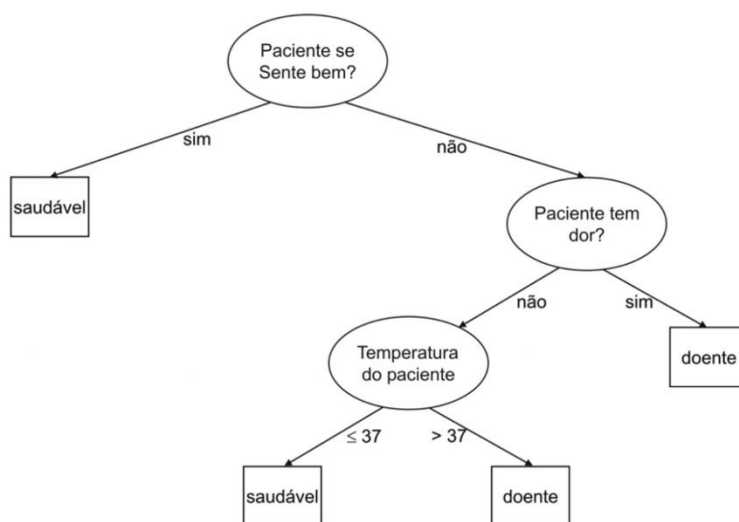 Paciente se
Sente bem?
sim
não
saudável
Paciente tem
dor?
não
sim
Temperatura
do paciente
doente
≤ 37
> 37
saudável
doente